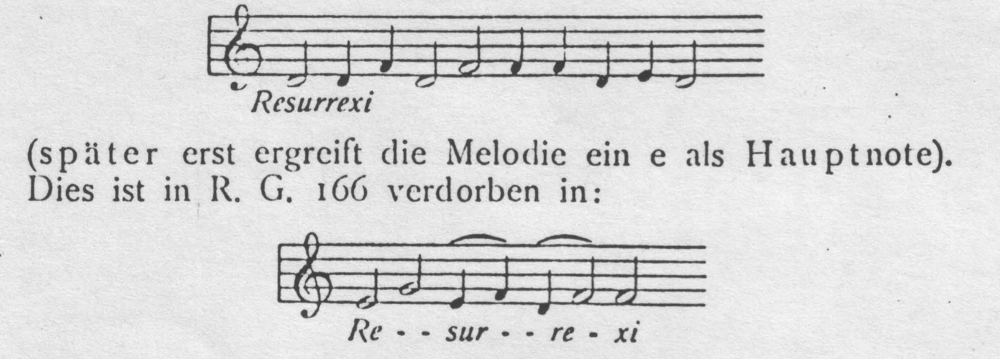 Resurrexi
(später erst ergreift die Melodie ein e als Hauptnote).
Dies ist in R. G. 166 verdorben in:
Re - - sur - - re - xi